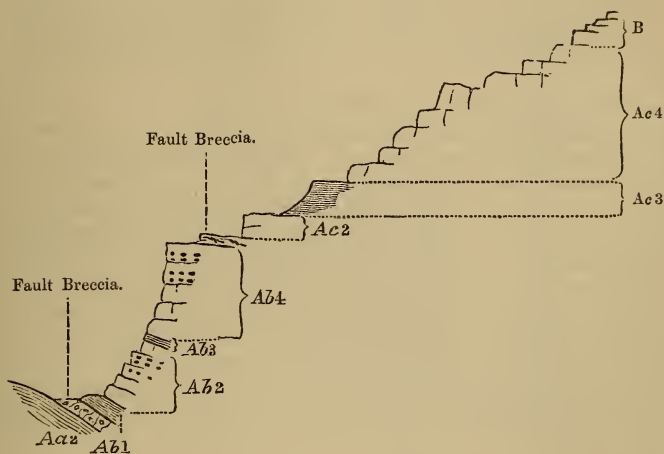 B
Ac4
Fault Breccia.
Ac3
Ac2
Fault Breccia.
Ab4
Ab3
Ab2
Aa2
Ab1